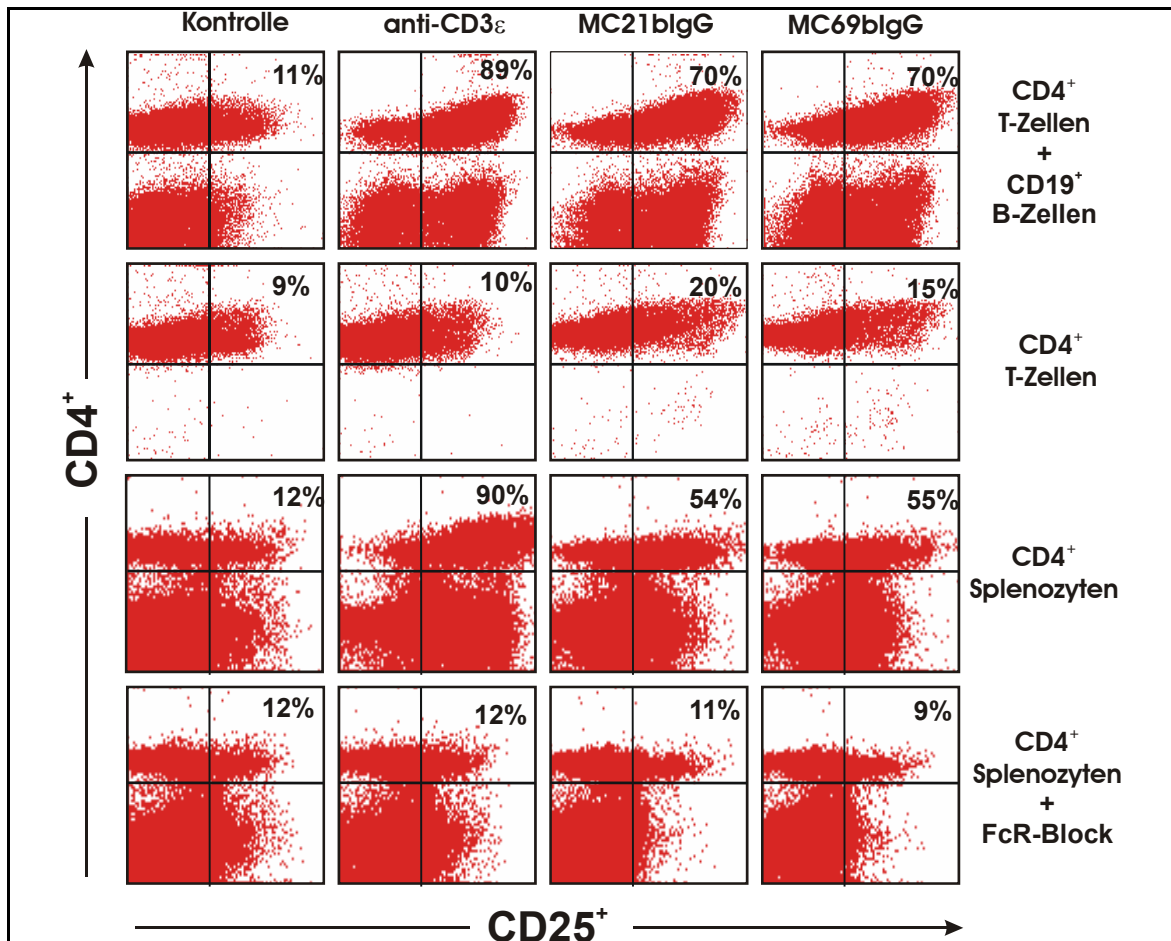 Kontrolle anti-CD3ε MC21bIgG MC69bIgG
11% 89% 70% 70%
CD4⁺
T-Zellen
+
CD19⁺
B-Zellen
9% 10% 20% 15%
CD4⁺
T-Zellen
12% 90% 54% 55%
CD4⁺
Splenozyten
12% 12% 11% 9%
CD4⁺
Splenozyten
+
FcR-Block
CD4⁺
CD25⁺